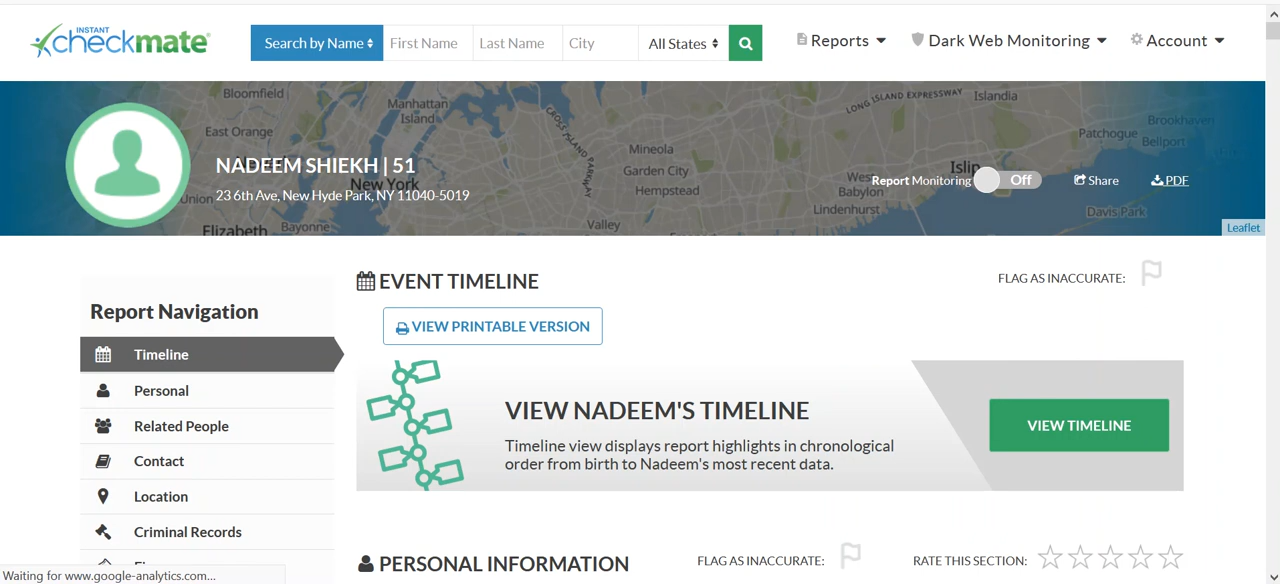 INSTANT
checkmate
Search by Name
First Name
Last Name
City
All States
Reports
Dark Web Monitoring
Account
Bloomfield
Manhattan
Island
LONG ISLAND EXPRESSWAY
Islandia
East Orange
CROSS ISLAND PARKWAY
Mineola
Garden City
Hempstead
Patchogue
Brookhaven
Bellport
NADEEM SHIEKH | 51
23 6th Ave, New Hyde Park, NY 11040-5019
New York
Union
Elizabeth
Bayonne
Valley
West
Babylon
Lindenhurst
Islip
Davis Park
Report Monitoring
Off
Share
PDF
Leaflet
Report Navigation
Timeline
Personal
Related People
Contact
Location
Criminal Records
EVENT TIMELINE
FLAG AS INACCURATE:
VIEW PRINTABLE VERSION
VIEW NADEEM'S TIMELINE
Timeline view displays report highlights in chronological
order from birth to Nadeem's most recent data.
VIEW TIMELINE
PERSONAL INFORMATION
FLAG AS INACCURATE:
RATE THIS SECTION:
Waiting for www.google-analytics.com...